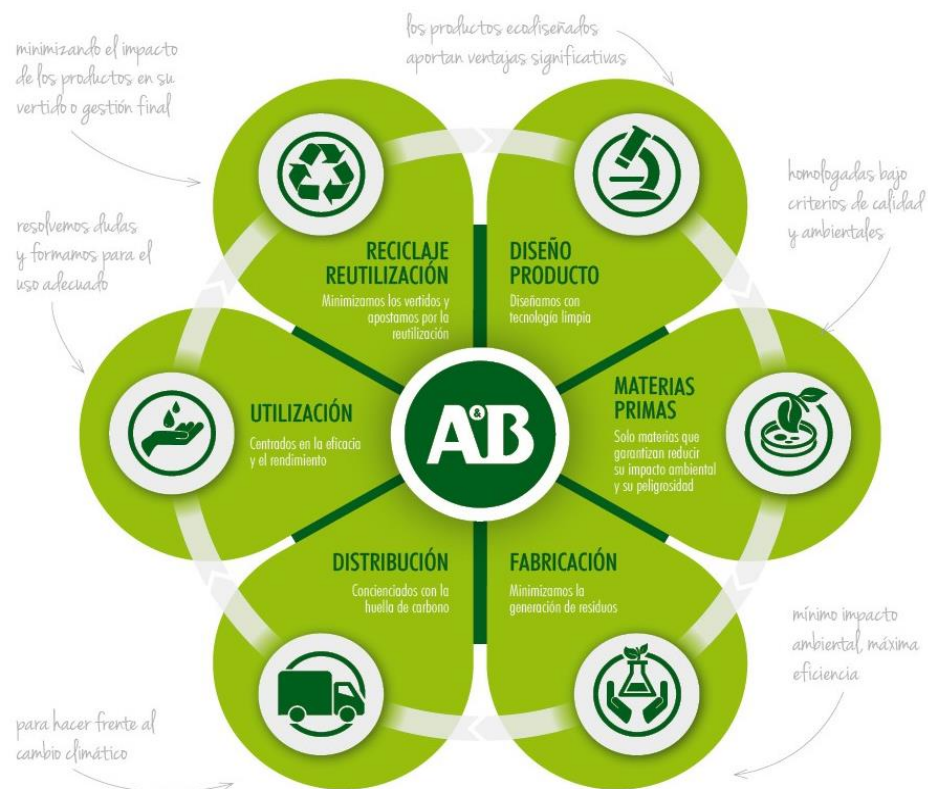 los productos ecodiseñados
aportan ventajas significativas
minimizando el impacto
de los productos en su
vertido o gestión final
homologadas bajo
criterios de calidad
y ambientales
resolvemos dudas
y formamos para el
uso adecuado
RECICLAJE
REUTILIZACIÓN
Minimizamos los vertidos y
apostamos por la
reutilización
DISEÑO
PRODUCTO
Diseñamos con
tecnología limpia
UTILIZACIÓN
Centrados en la eficacia
y el rendimiento
A&B
MATERIAS
PRIMAS
Solo materias que
garantizan reducir
su impacto ambiental
y su peligrosidad
DISTRIBUCIÓN
Concienciados con la
huella de carbono
FABRICACIÓN
Minimizamos la
generación de residuos
mínimo impacto
ambiental, máxima
eficiencia
para hacer frente al
cambio climático